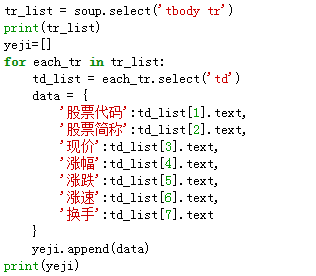 tr_list = soup.select('tbody tr')
print(tr_list)
yeji=[]
for each_tr in tr_list:
    td_list = each_tr.select('td')
    data = {
        '股票代码':td_list[1].text,
        '股票简称':td_list[2].text,
        '现价':td_list[3].text,
        '涨幅':td_list[4].text,
        '涨跌':td_list[5].text,
        '涨速':td_list[6].text,
        '换手':td_list[7].text
    }
    yeji.append(data)
print(yeji)